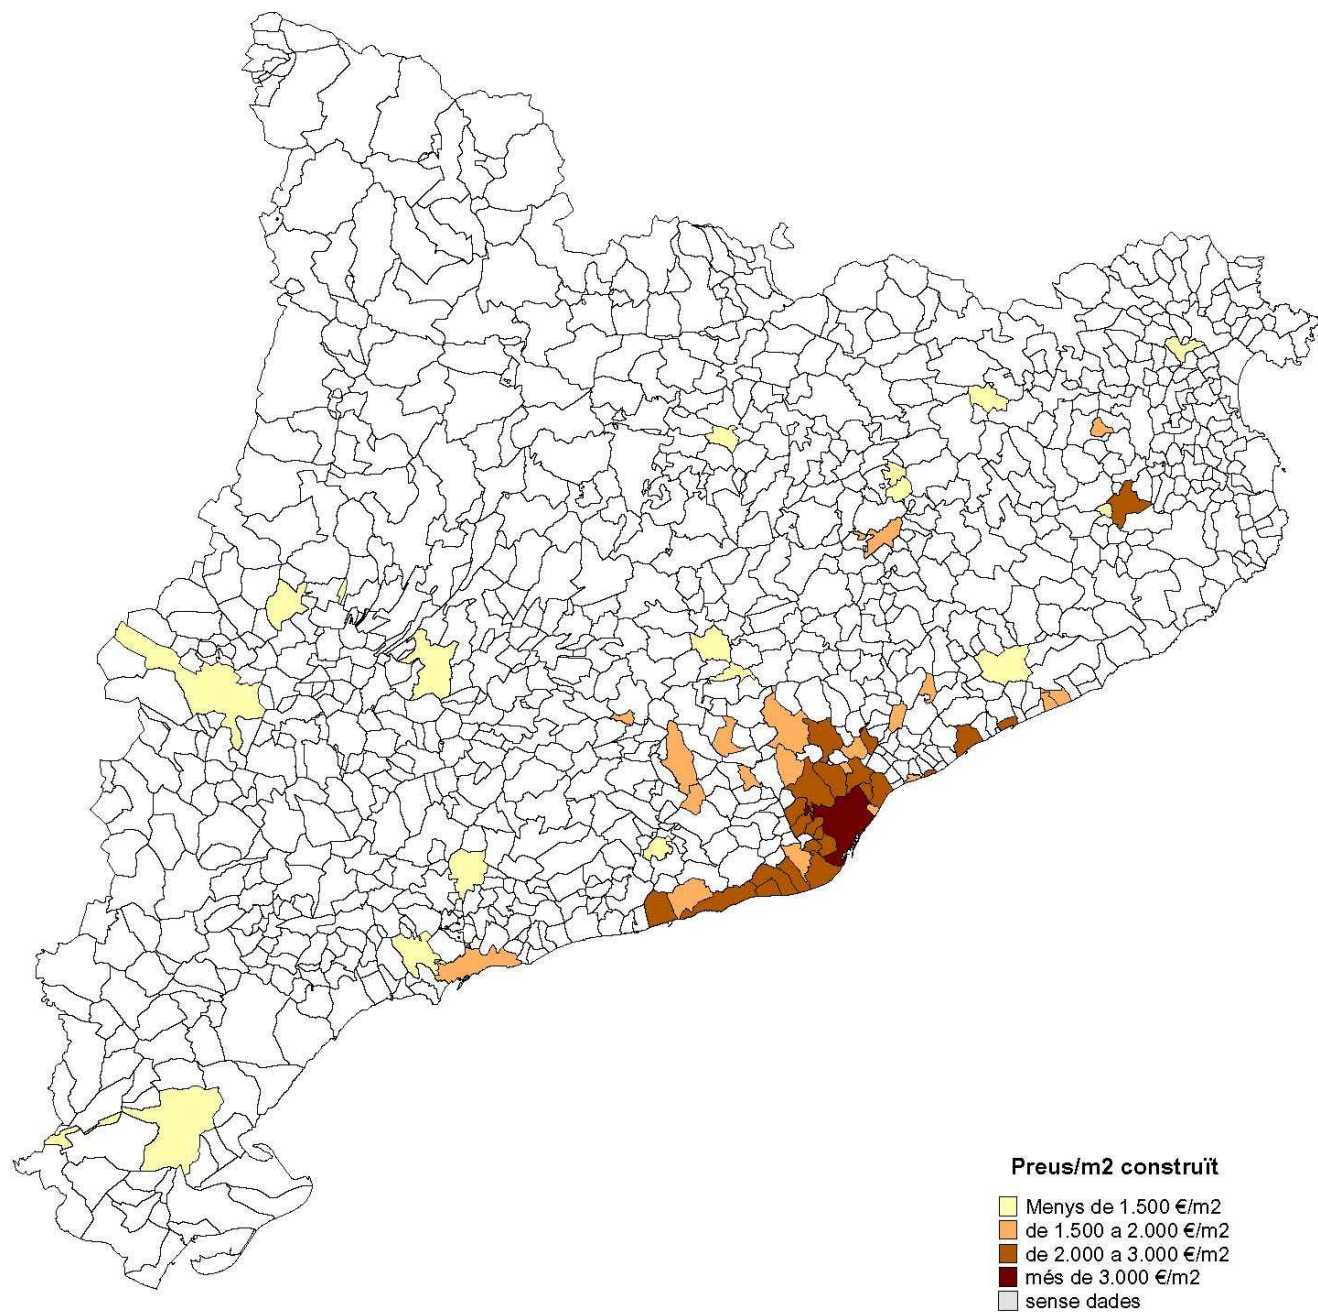 Preus/m2 construït
Menys de 1.500 €/m2
de 1.500 a 2.000 €/m2
de 2.000 a 3.000 €/m2
més de 3.000 €/m2
sense dades